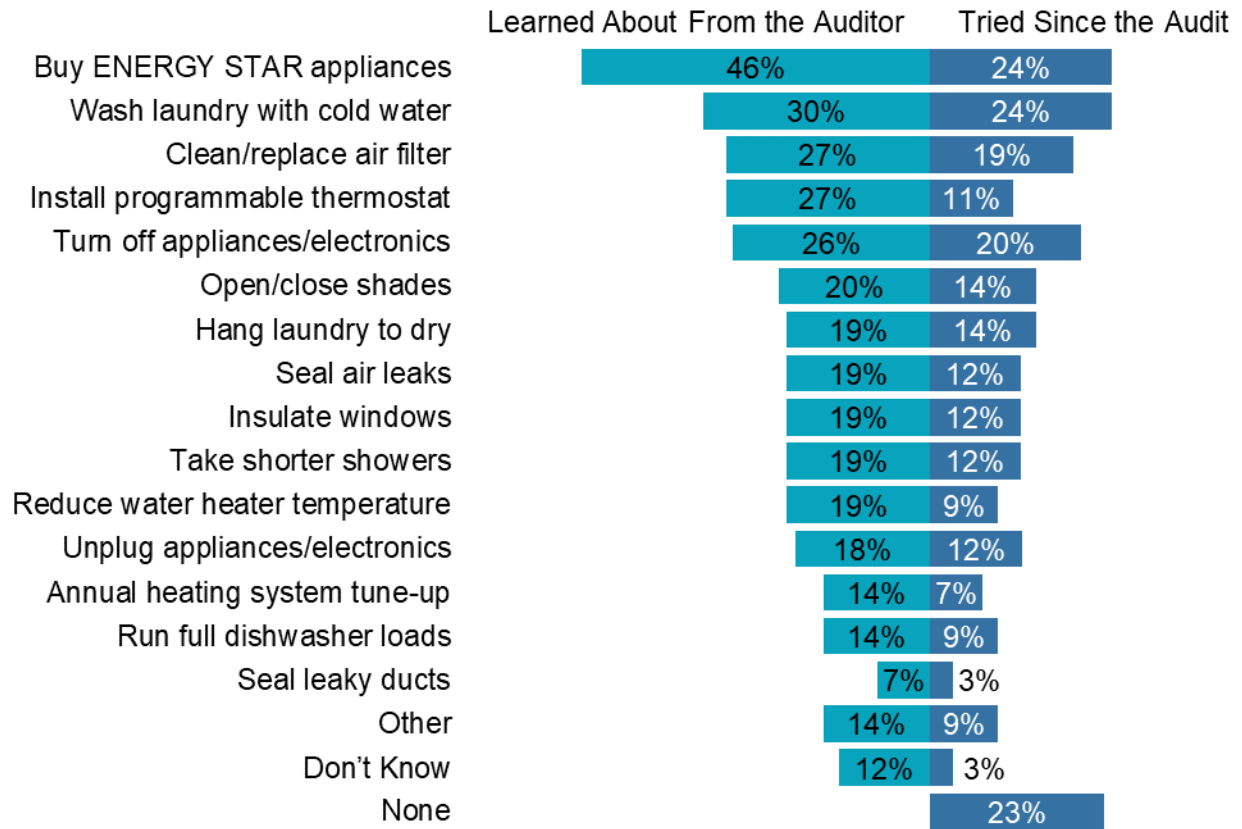 Learned About From the Auditor Tried Since the Audit
Buy ENERGY STAR appliances 46% 24%
Wash laundry with cold water 30% 24%
Clean/replace air filter 27% 19%
Install programmable thermostat 27% 11%
Turn off appliances/electronics 26% 20%
Open/close shades 20% 14%
Hang laundry to dry 19% 14%
Seal air leaks 19% 12%
Insulate windows 19% 12%
Take shorter showers 19% 12%
Reduce water heater temperature 19% 9%
Unplug appliances/electronics 18% 12%
Annual heating system tune-up 14% 7%
Run full dishwasher loads 14% 9%
Seal leaky ducts 7% 3%
Other 14% 9%
Don’t Know 12% 3%
None 23%